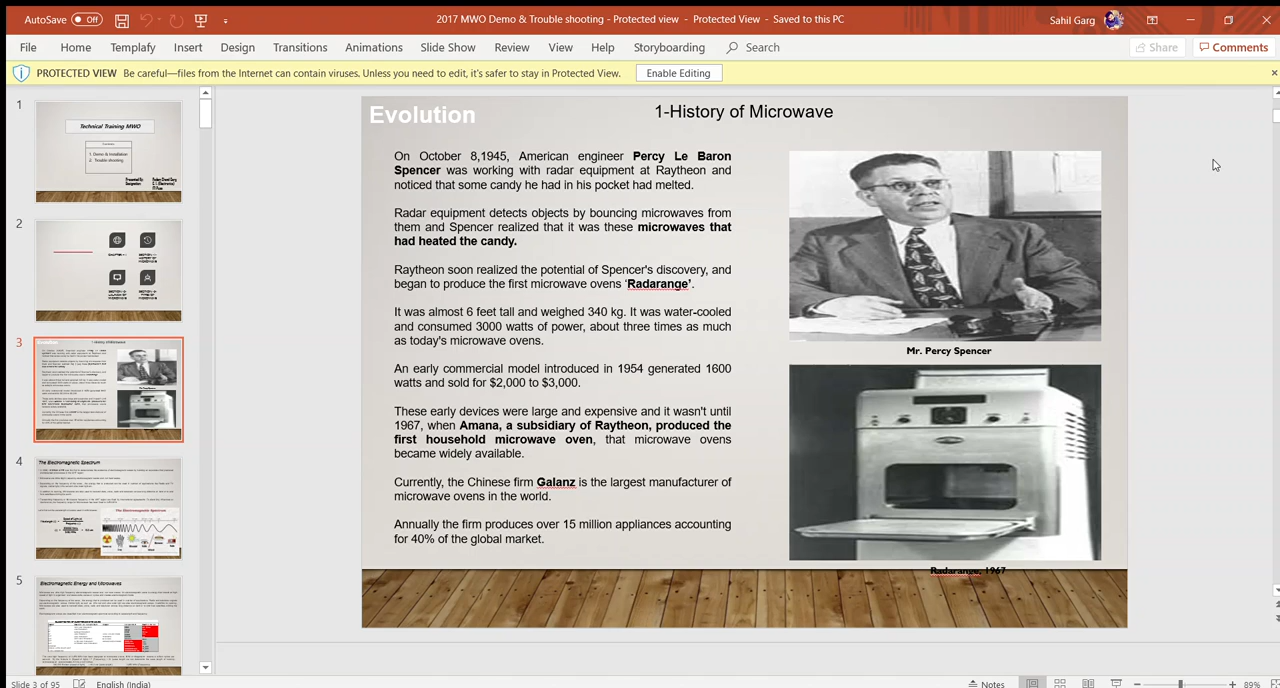 AutoSave Off
2017 MWO Demo & Trouble shooting - Protected view - Protected View - Saved to this PC
Sahil Garg
File Home Templafy Insert Design Transitions Animations Slide Show Review View Help Storyboarding Search
Share Comments
PROTECTED VIEW Be careful—files from the Internet can contain viruses. Unless you need to edit, it's safer to stay in Protected View. Enable Editing
1
Technical Training MWO
1. Demo & Installation
2. Trouble shooting
2
3
4
The Electromagnetic Spectrum
5
Electromagnetic Energy and Microwaves
Evolution
1-History of Microwave
On October 8,1945, American engineer Percy Le Baron
Spencer was working with radar equipment at Raytheon and
noticed that some candy he had in his pocket had melted.
Radar equipment detects objects by bouncing microwaves from
them and Spencer realized that it was these microwaves that
had heated the candy.
Raytheon soon realized the potential of Spencer's discovery, and
began to produce the first microwave ovens ‘Radarange’.
It was almost 6 feet tall and weighed 340 kg. It was water-cooled
and consumed 3000 watts of power, about three times as much
as today's microwave ovens.
An early commercial model introduced in 1954 generated 1600
watts and sold for $2,000 to $3,000.
These early devices were large and expensive and it wasn't until
1967, when Amana, a subsidiary of Raytheon, produced the
first household microwave oven, that microwave ovens
became widely available.
Currently, the Chinese firm Galanz is the largest manufacturer of
microwave ovens in the world.
Annually the firm produces over 15 million appliances accounting
for 40% of the global market.
Mr. Percy Spencer
Radarange, 1967
Slide 3 of 95 English (India)
Notes
89%